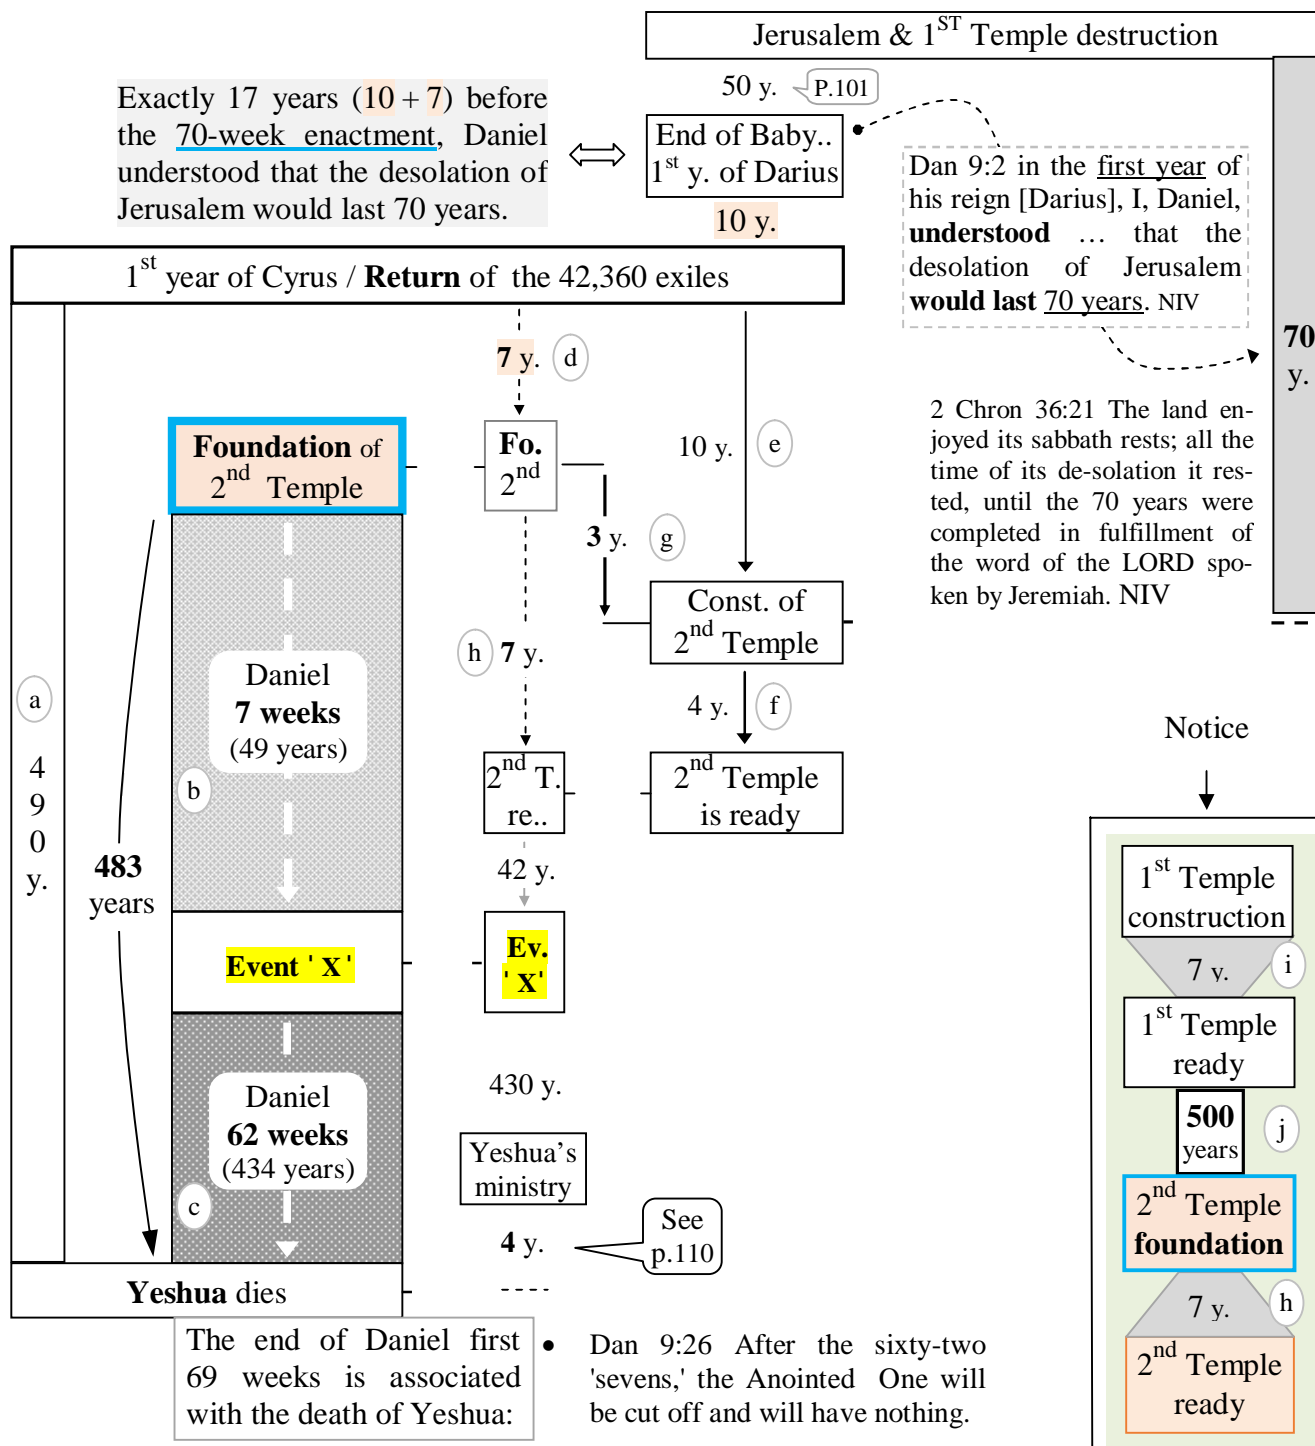 Jerusalem & 1ST Temple destruction
50 y.
P.101
Exactly 17 years (10 + 7) before
the 70-week enactment, Daniel
understood that the desolation of
Jerusalem would last 70 years.
End of Baby..
1st y. of Darius
10 y.
Dan 9:2 in the first year of
his reign [Darius], I, Daniel,
understood … that the
desolation of Jerusalem
would last 70 years. NIV
1st year of Cyrus / Return of the 42,360 exiles
70
y.
7 y.
d
2 Chron 36:21 The land en-
joyed its sabbath rests; all the
time of its de-solation it res-
ted, until the 70 years were
completed in fulfillment of
the word of the LORD spo-
ken by Jeremiah. NIV
Foundation of
2nd Temple
Fo.
2nd
10 y.
e
3 y.
g
Const. of
2nd Temple
h
7 y.
4 y.
f
a
4
9
0
y.
Daniel
7 weeks
(49 years)
b
2nd T.
re..
2nd Temple
is ready
483
years
42 y.
Event ' X'
Ev.
' X'
430 y.
Daniel
62 weeks
(434 years)
c
Yeshua’s
ministry
4 y.
See
p.110
Yeshua dies
The end of Daniel first
69 weeks is associated
with the death of Yeshua:
• Dan 9:26 After the sixty-two
'sevens,' the Anointed One will
be cut off and will have nothing.
Notice
1st Temple
construction
7 y.
i
1st Temple
ready
500
years
j
2nd Temple
foundation
7 y.
h
2nd Temple
ready